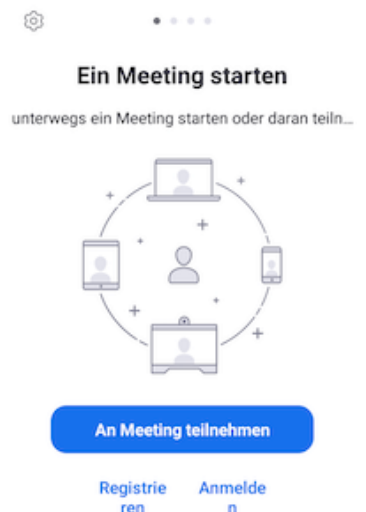 Ein Meeting starten
unterwegs ein Meeting starten oder daran teiln...
An Meeting teilnehmen
Registrie
ren
Anmelde
n